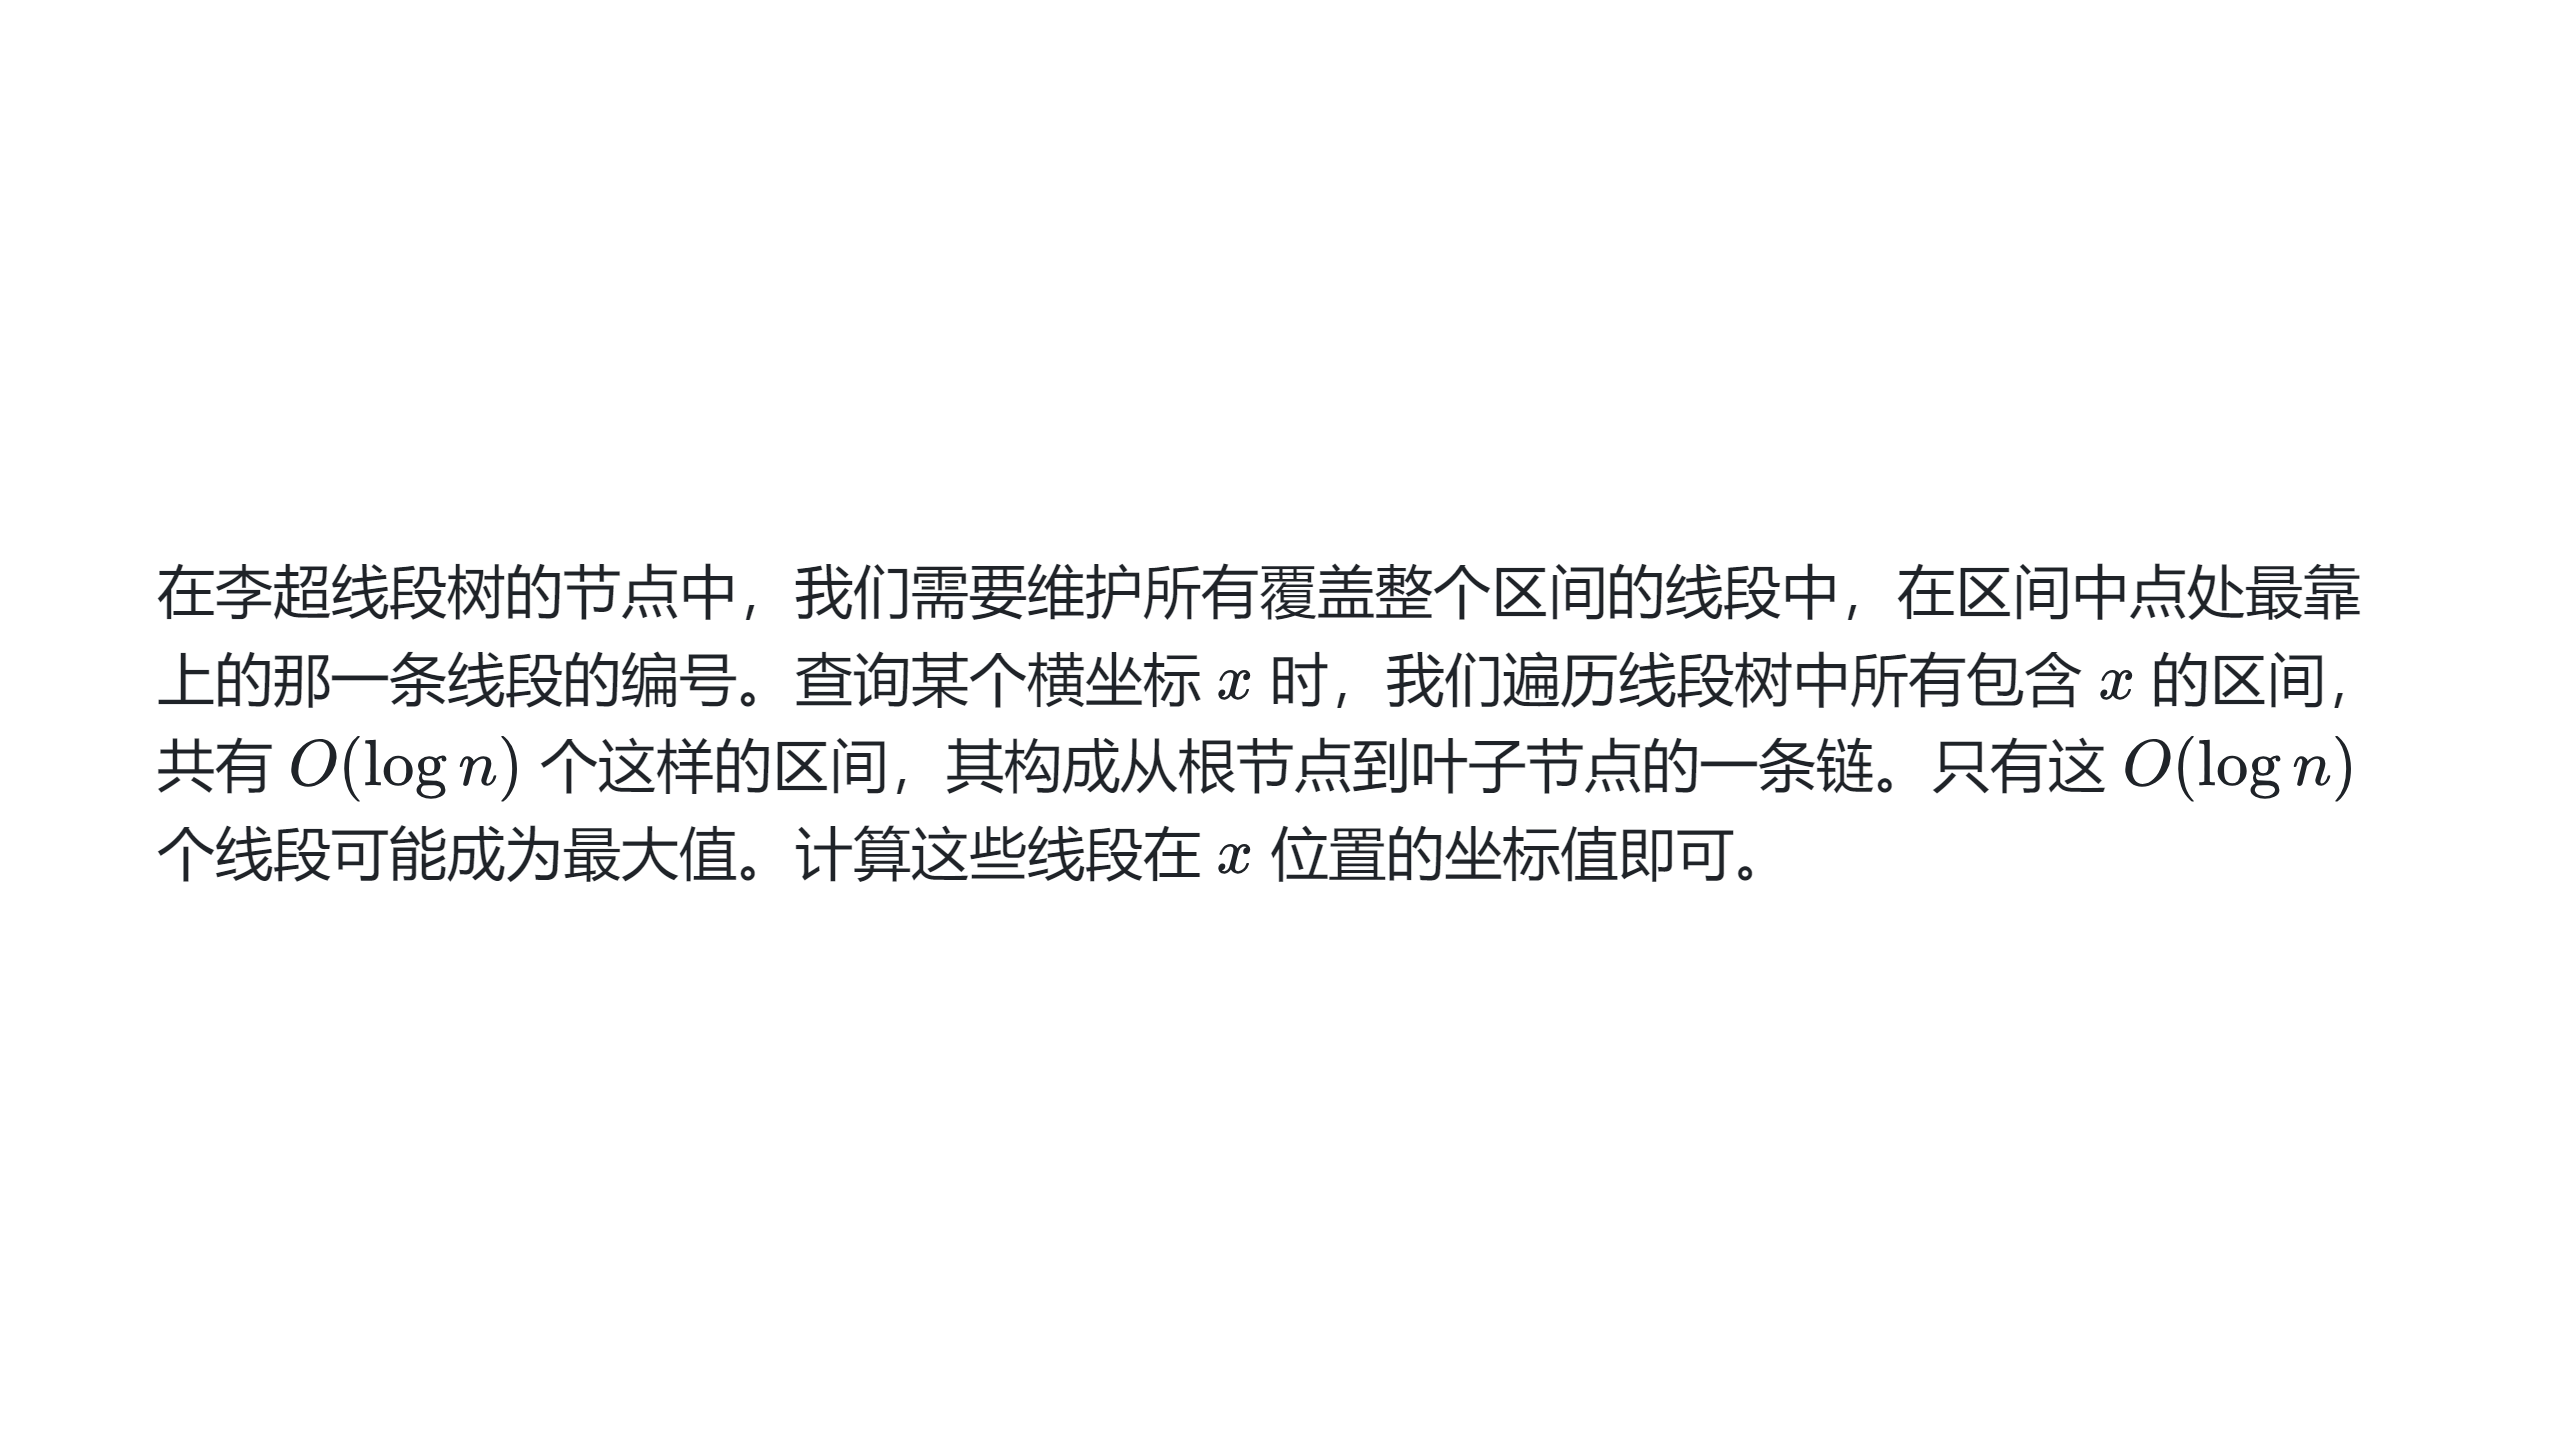 在李超线段树的节点中，我们需要维护所有覆盖整个区间的线段中，在区间中点处最靠
上的那一条线段的编号。查询某个横坐标 x 时，我们遍历线段树中所有包含 x 的区间，
共有 O(log n) 个这样的区间，其构成从根节点到叶子节点的一条链。只有这 O(log n)
个线段可能成为最大值。计算这些线段在 x 位置的坐标值即可。